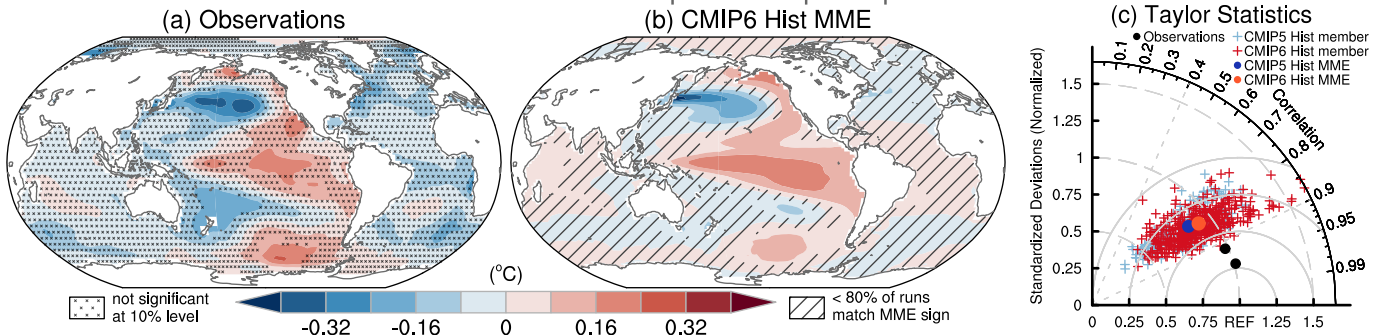 (a) Observations
(b) CMIP6 Hist MME
(c) Taylor Statistics
not significant
at 10% level
(°C)
-0.32 -0.16 0 0.16 0.32
< 80% of runs
match MME sign
Observations
CMIP5 Hist member
CMIP6 Hist member
CMIP5 Hist MME
CMIP6 Hist MME
Standardized Deviations (Normalized)
1.5
1.25
1
0.75
0.5
0.25
0
0.1 0.2 0.3 0.4 0.5 0.6 0.7 0.8 0.9 0.95 0.99
Correlation
0 0.25 0.5 0.75 REF 1.25 1.5